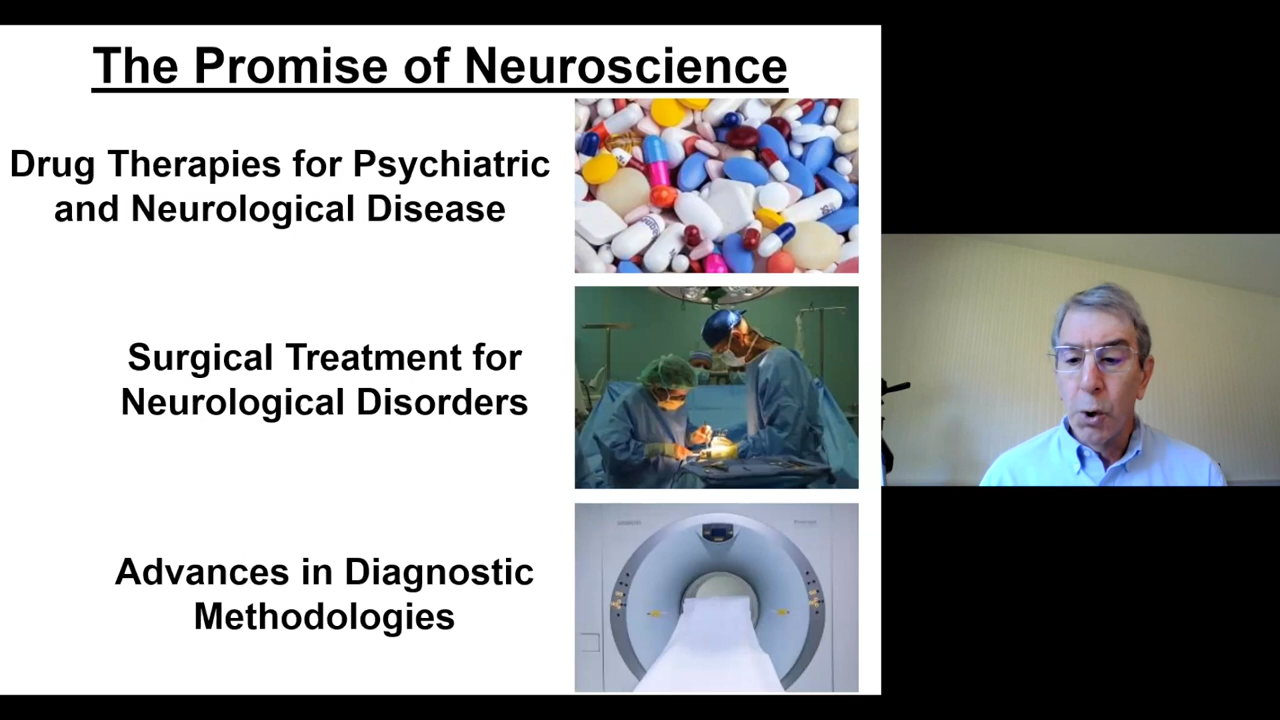 The Promise of Neuroscience
Drug Therapies for Psychiatric
and Neurological Disease
Surgical Treatment for
Neurological Disorders
Advances in Diagnostic
Methodologies